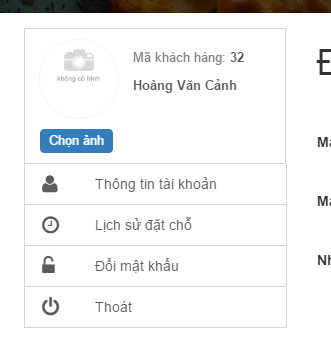 Mã khách hàng: 32
không có hình
Hoàng Văn Cảnh
Chọn ảnh
Thông tin tài khoản
Lịch sử đặt chỗ
Đổi mật khẩu
Thoát